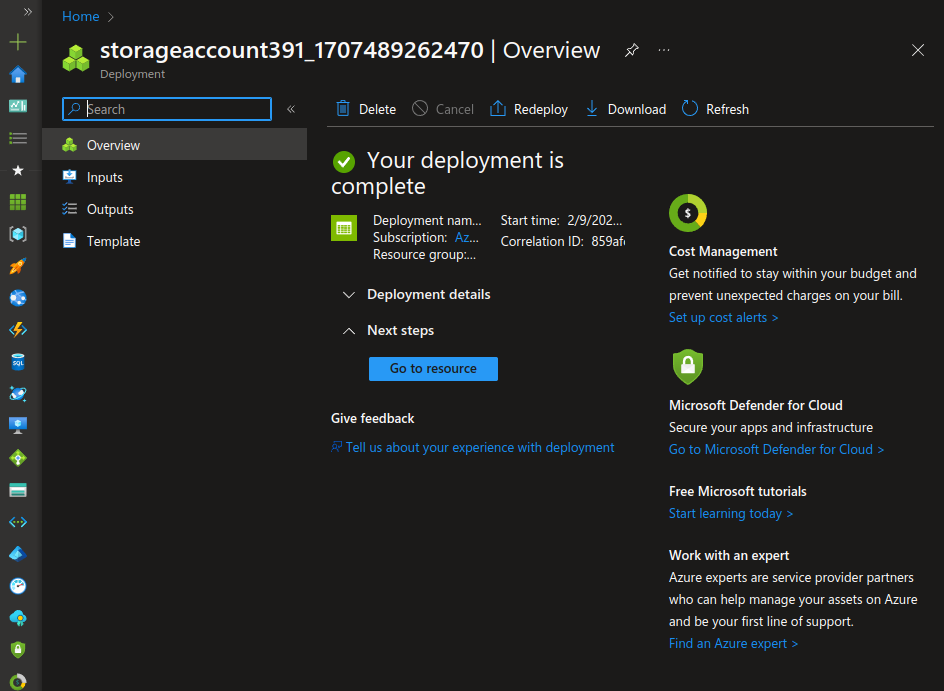 Home
storageaccount391_1707489262470 | Overview
Deployment
Search
Overview
Inputs
Outputs
Template
Delete
Cancel
Redeploy
Download
Refresh
Your deployment is
complete
Deployment nam...
Subscription: Az...
Resource group:...
Start time: 2/9/202...
Correlation ID: 859af
Deployment details
Next steps
Go to resource
Give feedback
Tell us about your experience with deployment
$
Cost Management
Get notified to stay within your budget and
prevent unexpected charges on your bill.
Set up cost alerts >
Microsoft Defender for Cloud
Secure your apps and infrastructure
Go to Microsoft Defender for Cloud >
Free Microsoft tutorials
Start learning today >
Work with an expert
Azure experts are service provider partners
who can help manage your assets on Azure
and be your first line of support.
Find an Azure expert >
SQL